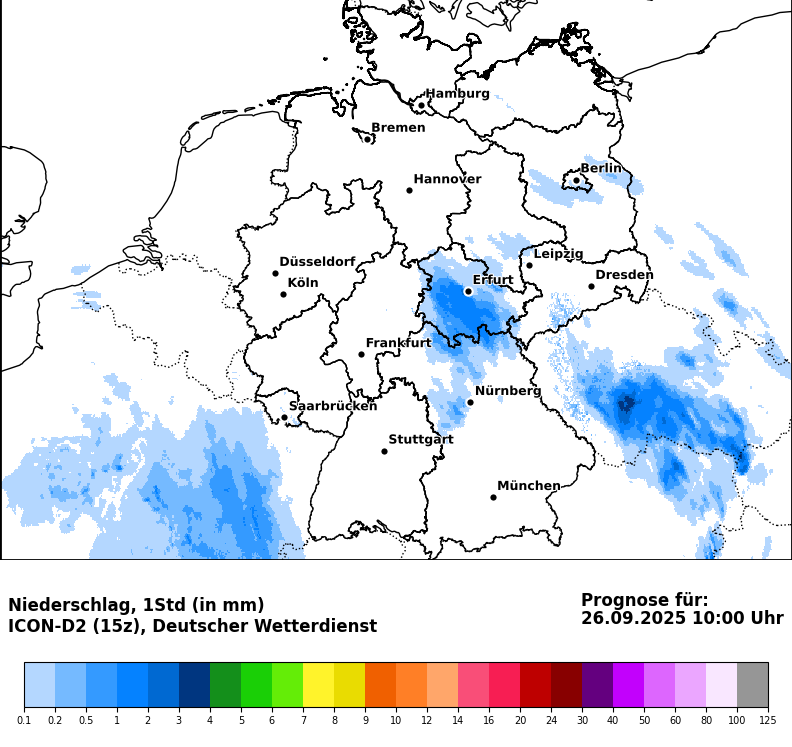 Hamburg
Bremen
Berlin
Hannover
Leipzig
Düsseldorf
Dresden
Erfurt
Köln
Frankfurt
Nürnberg
Saarbrücken
Stuttgart
München
Niederschlag, 1Std (in mm)
ICON-D2 (15z), Deutscher Wetterdienst
Prognose für:
26.09.2025 10:00 Uhr
0.1 0.2 0.5 1 2 3 4 5 6 7 8 9 10 12 14 16 20 24 30 40 50 60 80 100 125